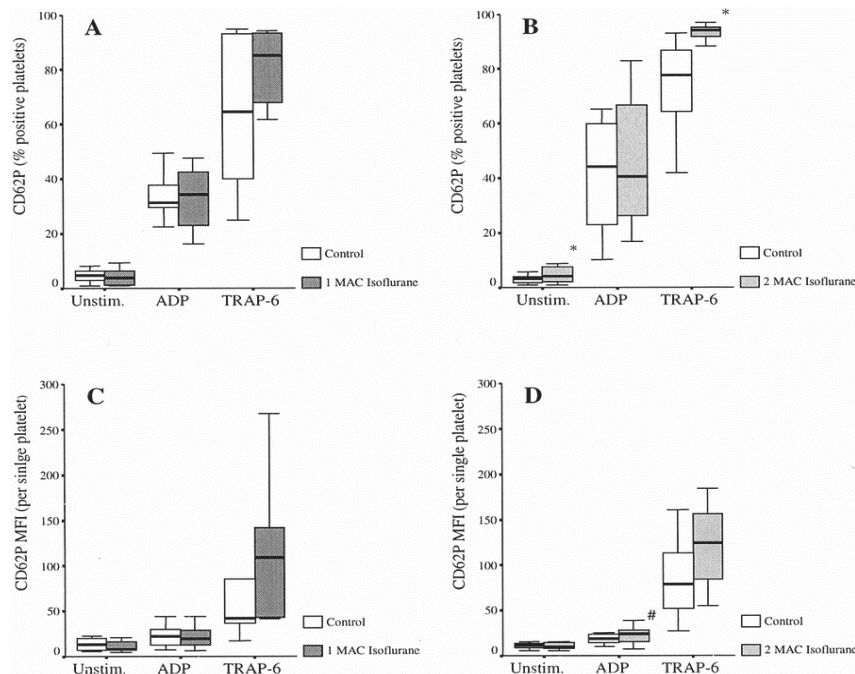 A
CD62P (% positive platelets)
100
80
60
40
20
0
Unstim. ADP TRAP-6
Control
1 MAC Isoflurane
B
*
*
CD62P (% positive platelets)
100
80
60
40
20
0
Unstim. ADP TRAP-6
Control
2 MAC Isoflurane
C
CD62P MFI (per sinlge platelet)
300
250
200
150
100
50
0
Unstim. ADP TRAP-6
Control
1 MAC Isoflurane
D
#
CD62P MFI (per single platelet)
300
250
200
150
100
50
0
Unstim. ADP TRAP-6
Control
2 MAC Isoflurane